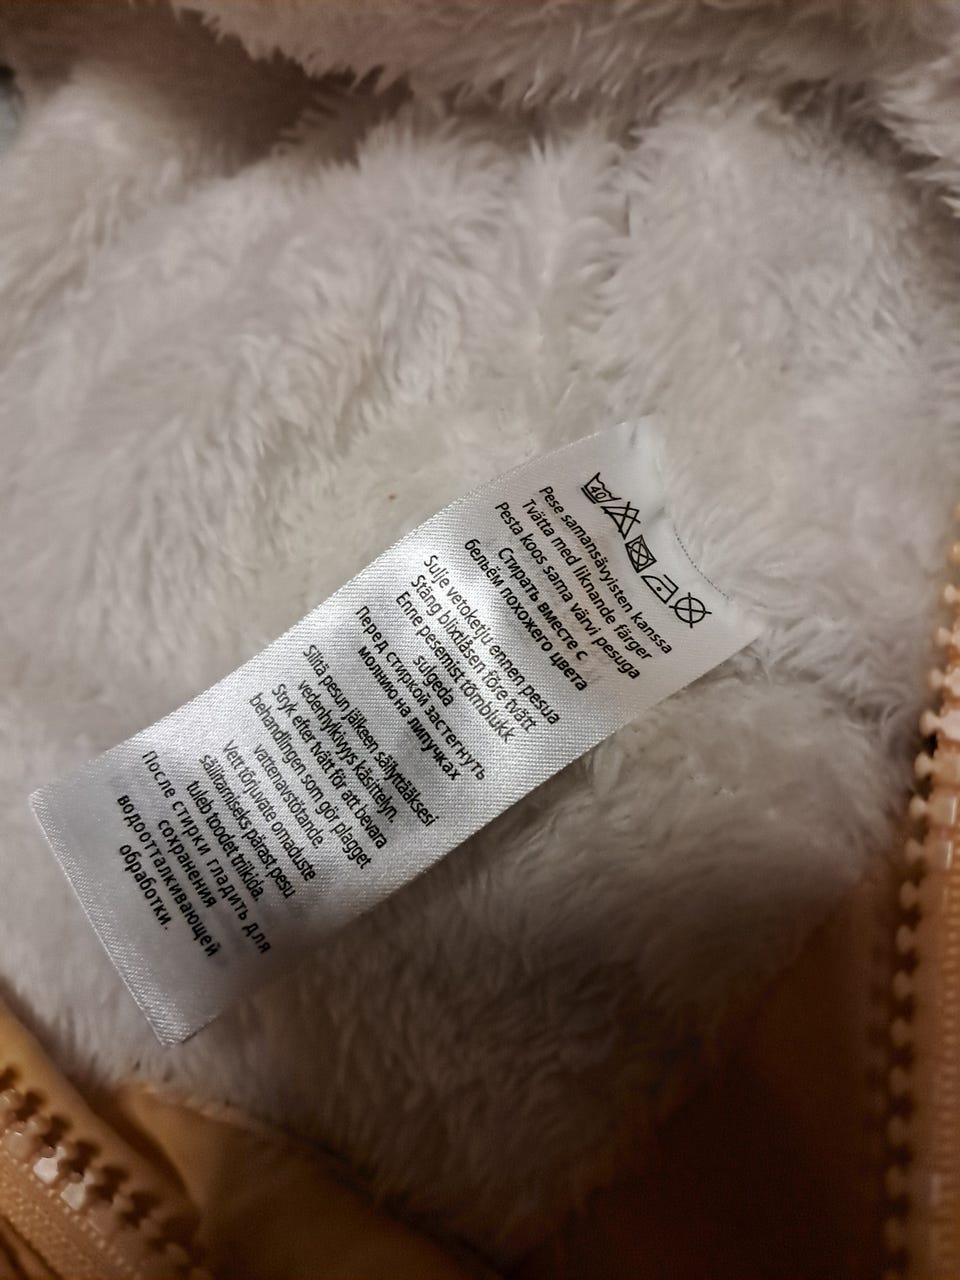 40
Pese samansävyisten kanssa
Tvätta med liknande färger
Pesta koos sama värvi pesuga
Стирать вместе с
бельём похожего цвета
Sulje vetoketju ennen pesua
Stäng blixtlåsen före tvätt
Enne pesemist tõmblukk
sulgeda
Перед стиркой застегнуть
молнию на липучках
Silitä pesun jälkeen säilyttääksesi
vedenhylkivyys käsittelyn.
Stryk efter tvätt för att bevara
behandlingen som gör plagget
vattenavstötande.
Vett tõrjuvate omaduste
säilitamiseks pärast pesu
tuleb toodet triikida.
После стирки гладить для
сохранения
водоотталкивающей
обработки.